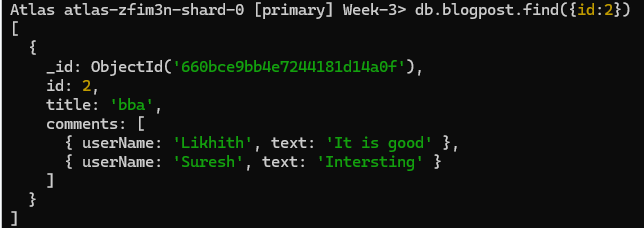 Atlas atlas-zfim3n-shard-0 [primary] Week-3> db.blogpost.find({id:2})
[
  {
    _id: ObjectId('660bce9bb4e7244181d14a0f'),
    id: 2,
    title: 'bba',
    comments: [
      { userName: 'Likhith', text: 'It is good' },
      { userName: 'Suresh', text: 'Intersting' }
    ]
  }
]